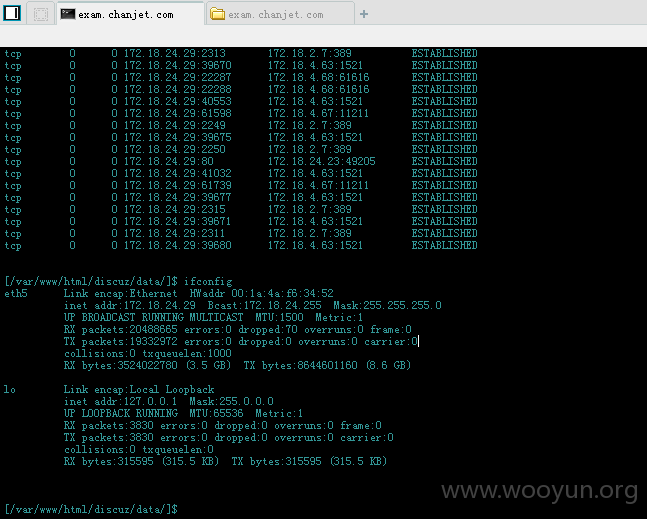 exam.chanjet.com exam.chanjet.com +
tcp 0 0 172.18.24.29:2313 172.18.2.7:389 ESTABLISHED
tcp 0 0 172.18.24.29:39670 172.18.4.63:1521 ESTABLISHED
tcp 0 0 172.18.24.29:22287 172.18.4.68:61616 ESTABLISHED
tcp 0 0 172.18.24.29:22288 172.18.4.68:61616 ESTABLISHED
tcp 0 0 172.18.24.29:40553 172.18.4.63:1521 ESTABLISHED
tcp 0 0 172.18.24.29:61598 172.18.4.67:11211 ESTABLISHED
tcp 0 0 172.18.24.29:2249 172.18.2.7:389 ESTABLISHED
tcp 0 0 172.18.24.29:39675 172.18.4.63:1521 ESTABLISHED
tcp 0 0 172.18.24.29:2250 172.18.2.7:389 ESTABLISHED
tcp 0 0 172.18.24.29:80 172.18.24.23:49205 ESTABLISHED
tcp 0 0 172.18.24.29:41032 172.18.4.63:1521 ESTABLISHED
tcp 0 0 172.18.24.29:61739 172.18.4.67:11211 ESTABLISHED
tcp 0 0 172.18.24.29:39677 172.18.4.63:1521 ESTABLISHED
tcp 0 0 172.18.24.29:2315 172.18.2.7:389 ESTABLISHED
tcp 0 0 172.18.24.29:39671 172.18.4.63:1521 ESTABLISHED
tcp 0 0 172.18.24.29:2311 172.18.2.7:389 ESTABLISHED
tcp 0 0 172.18.24.29:39680 172.18.4.63:1521 ESTABLISHED
[/var/www/html/discuz/data/]$ ifconfig
eth5 Link encap:Ethernet HWaddr 00:1a:4a:f6:34:52
inet addr:172.18.24.29 Bcast:172.18.24.255 Mask:255.255.255.0
UP BROADCAST RUNNING MULTICAST MTU:1500 Metric:1
RX packets:20488665 errors:0 dropped:70 overruns:0 frame:0
TX packets:19332972 errors:0 dropped:0 overruns:0 carrier:0
collisions:0 txqueuelen:1000
RX bytes:3524022780 (3.5 GB) TX bytes:8644601160 (8.6 GB)
lo Link encap:Local Loopback
inet addr:127.0.0.1 Mask:255.0.0.0
UP LOOPBACK RUNNING MTU:65536 Metric:1
RX packets:3830 errors:0 dropped:0 overruns:0 frame:0
TX packets:3830 errors:0 dropped:0 overruns:0 carrier:0
collisions:0 txqueuelen:0
RX bytes:315595 (315.5 KB) TX bytes:315595 (315.5 KB)
www.wooyun.org
[/var/www/html/discuz/data/]$